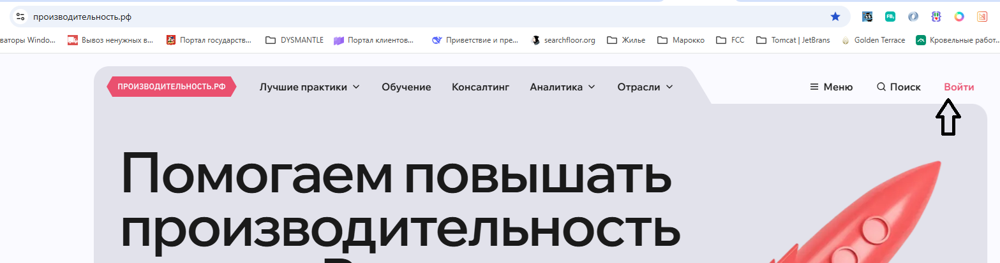 производительность.рф
ваторы Windo... Вывоз ненужных в... Портал государств... DYSMANTLE Портал клиентов... Приветствие и пре... searchfloor.org Жилье Марокко FCC Tomcat | JetBrans Golden Terrace Кровельные работ...
ПРОИЗВОДИТЕЛЬНОСТЬ.РФ Лучшие практики Обучение Консалтинг Аналитика Отрасли Меню Поиск Войти
Помогаем повышать
производительность